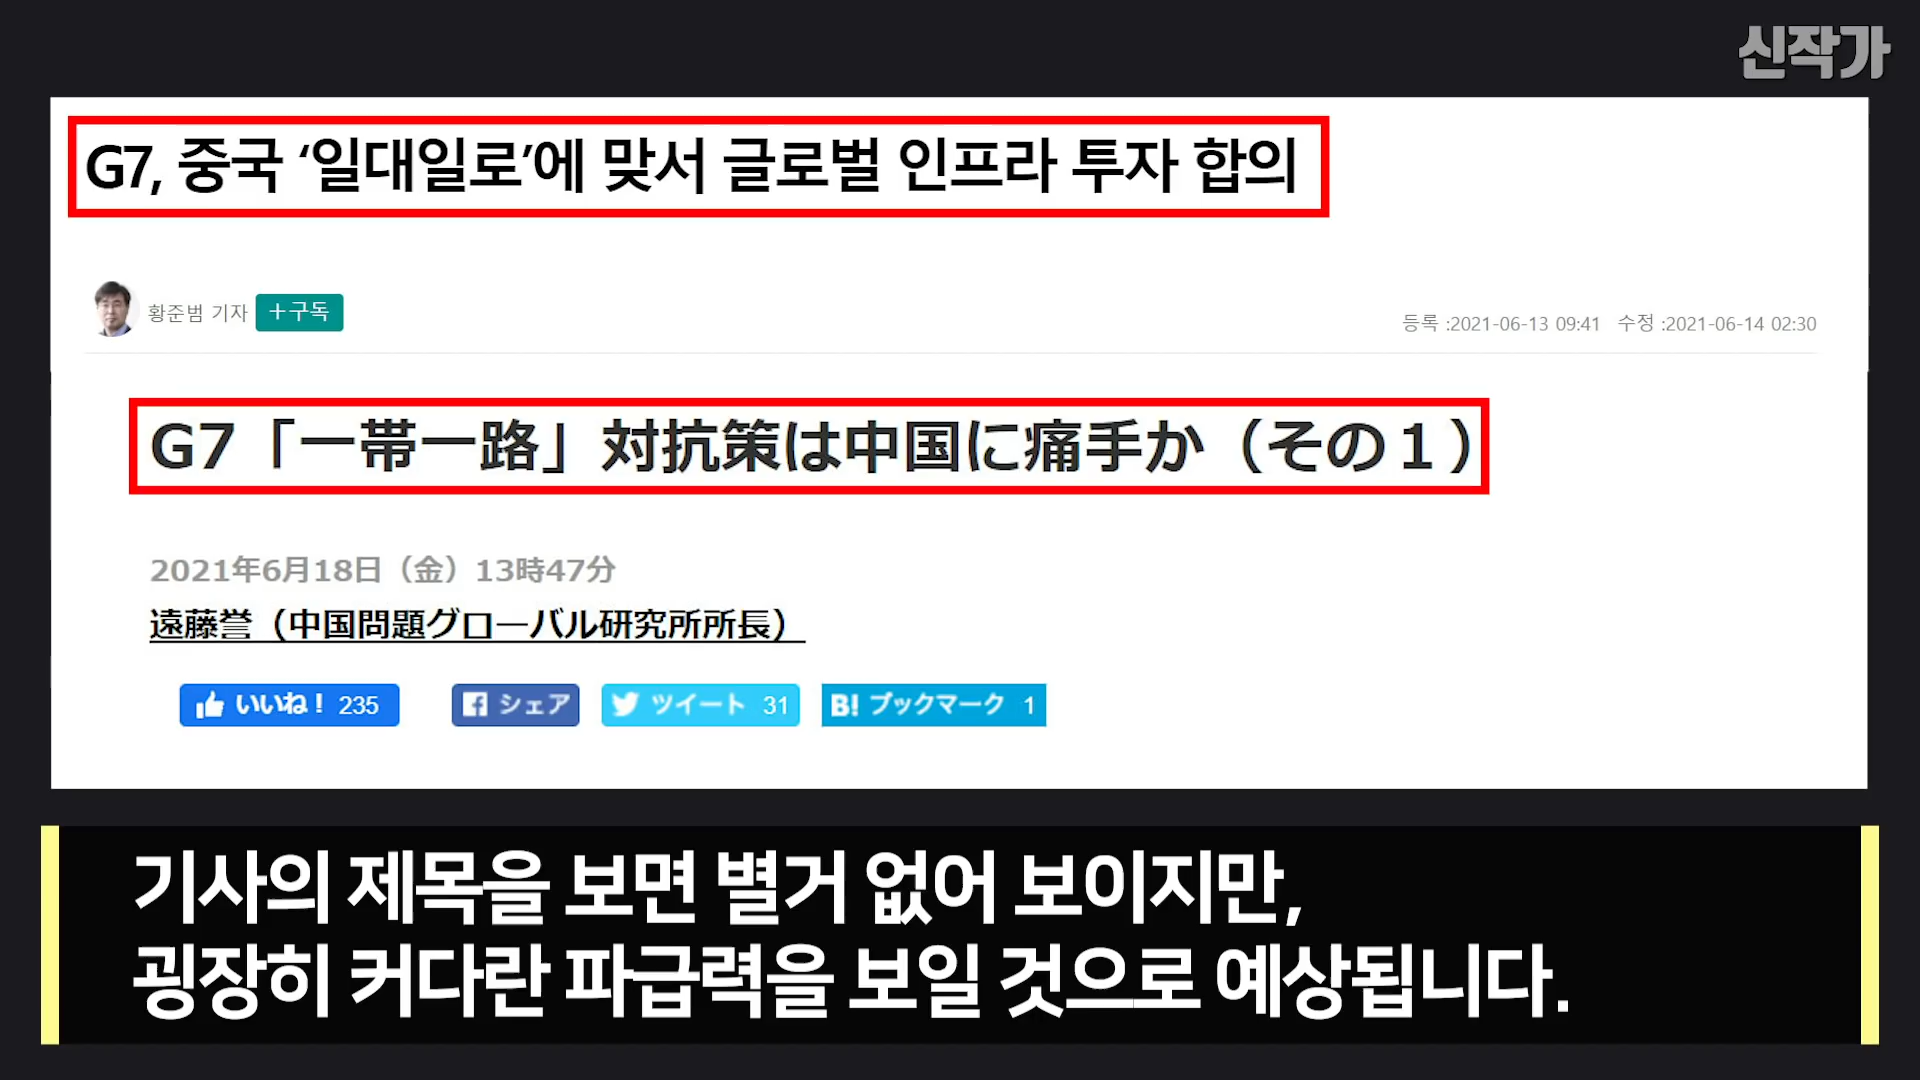 신작가
G7, 중국 ‘일대일로’에 맞서 글로벌 인프라 투자 합의
황준범 기자 +구독
등록 :2021-06-13 09:41 수정 :2021-06-14 02:30
G7「一帯一路」対抗策は中国に痛手か（その１）
2021年6月18日（金）13時47分
遠藤誉（中国問題グローバル研究所所長）
いいね！ 235 シェア ツイート 31 B! ブックマーク 1
기사의 제목을 보면 별거 없어 보이지만,
굉장히 커다란 파급력을 보일 것으로 예상됩니다.